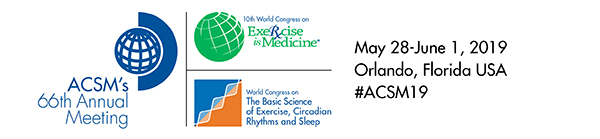 ACSM's
66th Annual
Meeting
10th World Congress on
ExeRxcise
is Medicine®
World Congress on
The Basic Science
of Exercise, Circadian
Rhythms and Sleep
May 28-June 1, 2019
Orlando, Florida USA
#ACSM19